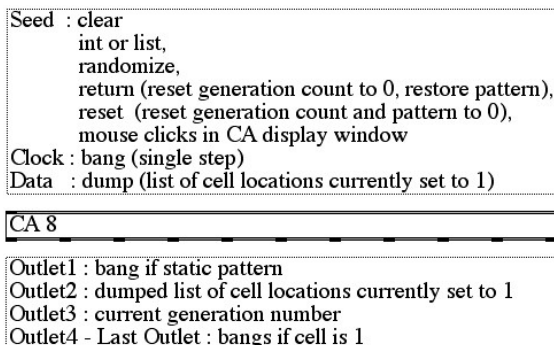 Seed : clear
int or list,
randomize,
return (reset generation count to 0, restore pattern),
reset (reset generation count and pattern to 0),
mouse clicks in CA display window
Clock : bang (single step)
Data : dump (list of cell locations currently set to 1)
CA 8
Outlet1 : bang if static pattern
Outlet2 : dumped list of cell locations currently set to 1
Outlet3 : current generation number
Outlet4 - Last Outlet : bangs if cell is 1